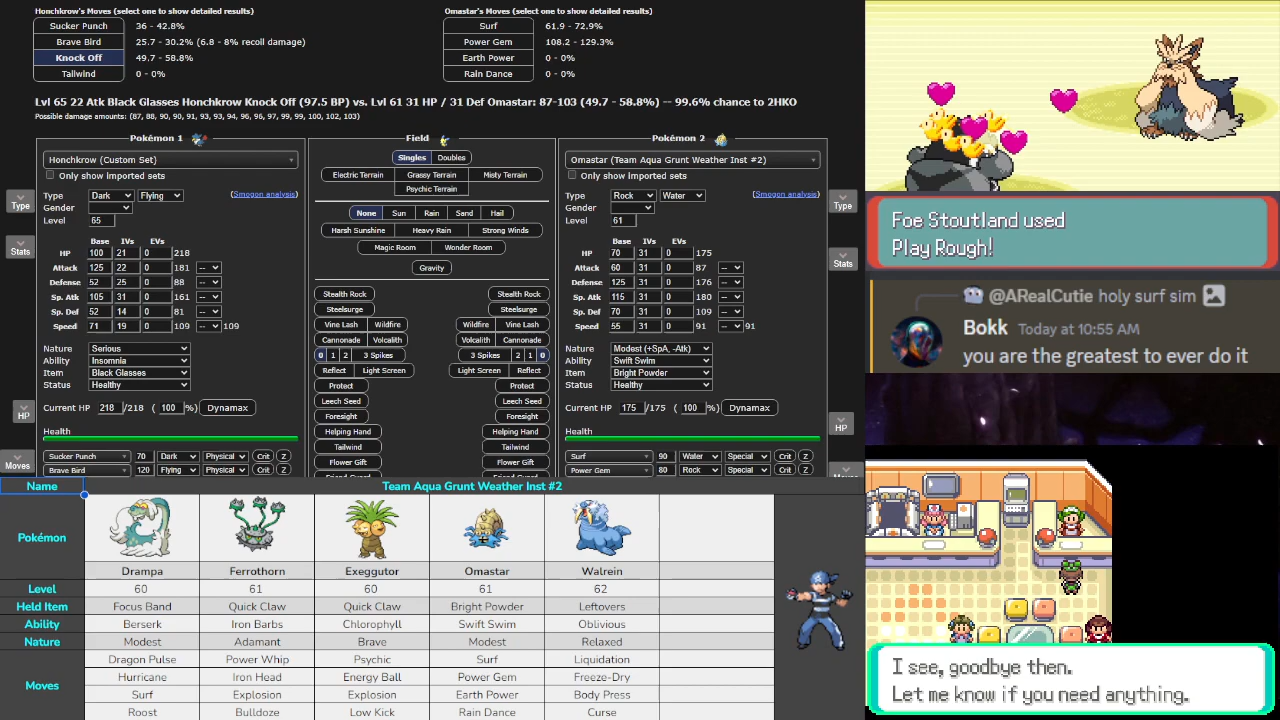 Honchkrow's Moves (select one to show detailed results)
Sucker Punch 36 - 42.8%
Brave Bird 25.7 - 30.2% (6.8 - 8% recoil damage)
Knock Off 49.7 - 58.8%
Tailwind 0 - 0%
Omastar's Moves (select one to show detailed results)
Surf 61.9 - 72.9%
Power Gem 108.2 - 129.3%
Earth Power 0 - 0%
Rain Dance 0 - 0%
Lvl 65 22 Atk Black Glasses Honchkrow Knock Off (97.5 BP) vs. Lvl 61 31 HP / 31 Def Omastar: 87-103 (49.7 - 58.8%) -- 99.6% chance to 2HKO
Possible damage amounts: (87, 88, 90, 90, 91, 93, 93, 94, 96, 96, 97, 97, 99, 100, 102, 103)
Pokémon 1
Honchkrow (Custom Set)
Only show Imported sets
Type Dark Flying (Smogon analysis)
Gender
Level 65
Base IVs EVs
HP 100 21 0 218
Attack 125 22 0 181 --
Defense 52 25 0 88 --
Sp. Atk 105 31 0 161 --
Sp. Def 52 14 0 81 --
Speed 71 19 0 109 -- 109
Nature Serious
Ability Insomnia
Item Black Glasses
Status Healthy
Current HP 218 /218 ( 100 %) Dynamax
Health
Sucker Punch 70 Dark Physical Crit Z
Brave Bird 120 Flying Physical Crit Z
Type
Stats
HP
Moves
Field
Singles Doubles
Electric Terrain Grassy Terrain Misty Terrain
Psychic Terrain
None Sun Rain Sand Hail
Harsh Sunshine Heavy Rain Strong Winds
Magic Room Wonder Room
Gravity
Stealth Rock Stealth Rock
Steelsurge Steelsurge
Vine Lash Wildfire Wildfire Vine Lash
Cannonade Volcalith Volcalith Cannonade
0 1 2 3 Spikes 3 Spikes 2 1 0
Reflect Light Screen Light Screen Reflect
Protect Protect
Leech Seed Leech Seed
Foresight Foresight
Helping Hand Helping Hand
Tailwind Tailwind
Flower Gift Flower Gift
Friend Guard Friend Guard
Pokémon 2
Omastar (Team Aqua Grunt Weather Inst #2)
Only show Imported sets
Type Rock Water (Smogon analysis)
Gender
Level 61
Base IVs EVs
HP 70 31 0 175
Attack 60 31 0 87 --
Defense 125 31 0 176 --
Sp. Atk 115 31 0 180 --
Sp. Def 70 31 0 109 --
Speed 55 31 0 91 -- 91
Nature Modest (+SpA, -Atk)
Ability Swift Swim
Item Bright Powder
Status Healthy
Current HP 175 /175 ( 100 %) Dynamax
Health
Surf 90 Water Special Crit Z
Power Gem 80 Rock Special Crit Z
Type
Stats
HP
Moves
Name Team Aqua Grunt Weather Inst #2
Pokémon Drampa Ferrothorn Exeggutor Omastar Walrein
Level 60 61 60 61 62
Held Item Focus Band Quick Claw Quick Claw Bright Powder Leftovers
Ability Berserk Iron Barbs Chlorophyll Swift Swim Oblivious
Nature Modest Adamant Brave Modest Relaxed
Moves
Dragon Pulse Power Whip Psychic Surf Liquidation
Hurricane Iron Head Energy Ball Power Gem Freeze-Dry
Surf Explosion Explosion Earth Power Body Press
Roost Bulldoze Low Kick Rain Dance Curse
Foe Stoutland used
Play Rough!
@ARealCutie holy surf sim
Bokk Today at 10:55 AM
you are the greatest to ever do it
I see, goodbye then.
Let me know if you need anything.